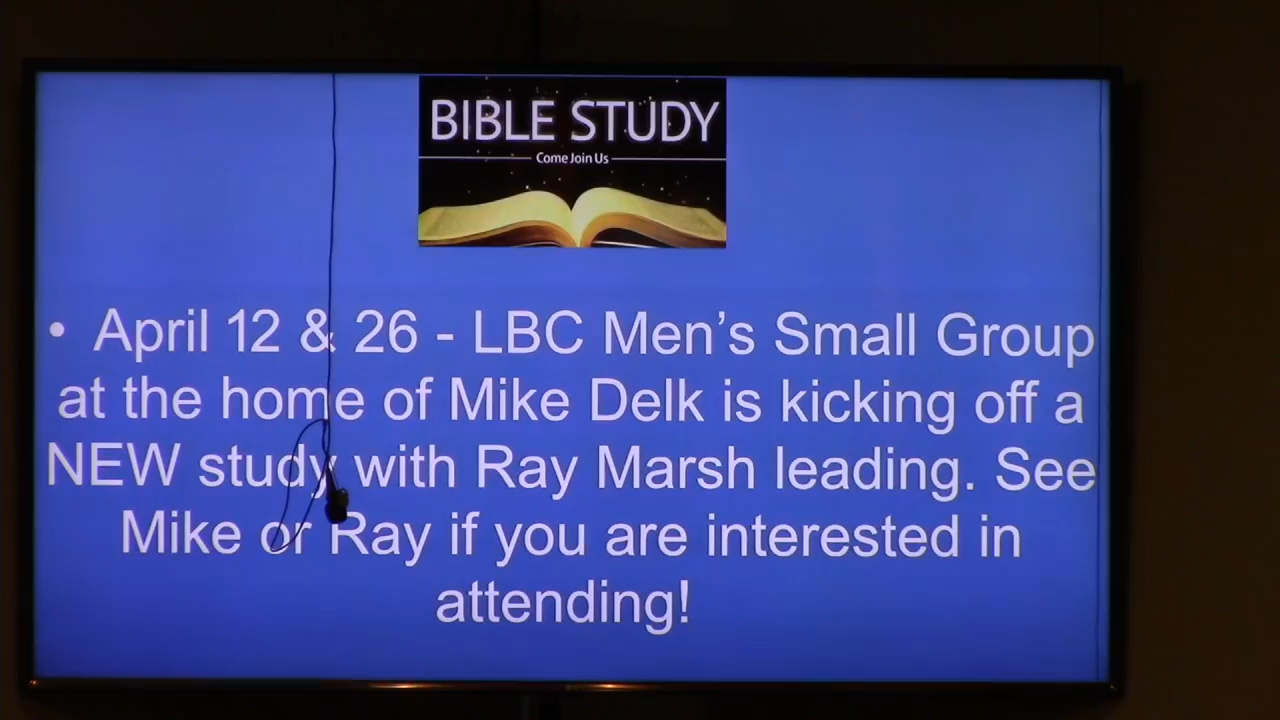 BIBLE STUDY
Come Join Us
• April 12 & 26 - LBC Men's Small Group
at the home of Mike Delk is kicking off a
NEW study with Ray Marsh leading. See
Mike or Ray if you are interested in
attending!